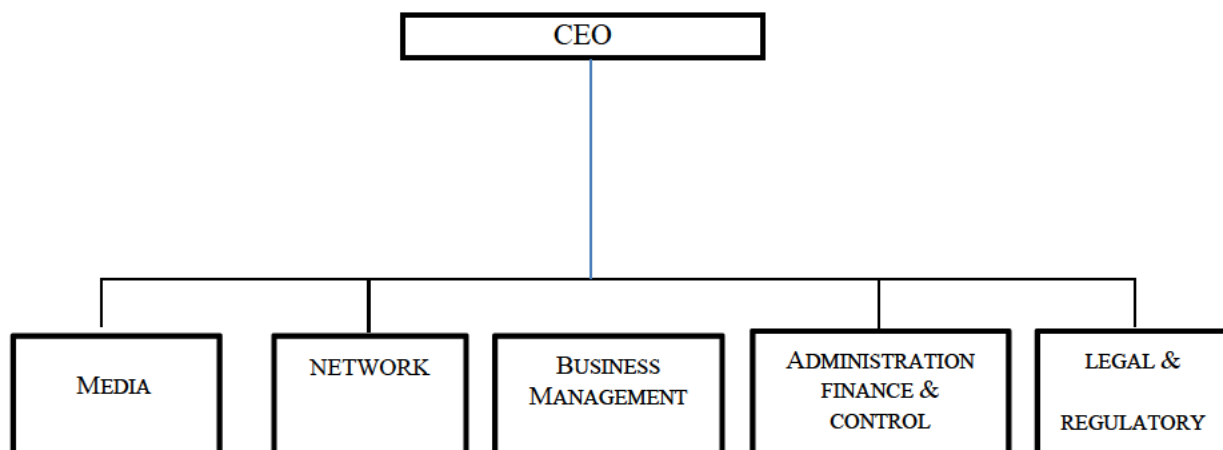 CEO
MEDIA
NETWORK
BUSINESS
MANAGEMENT
ADMINISTRATION
FINANCE &
CONTROL
LEGAL &
REGULATORY